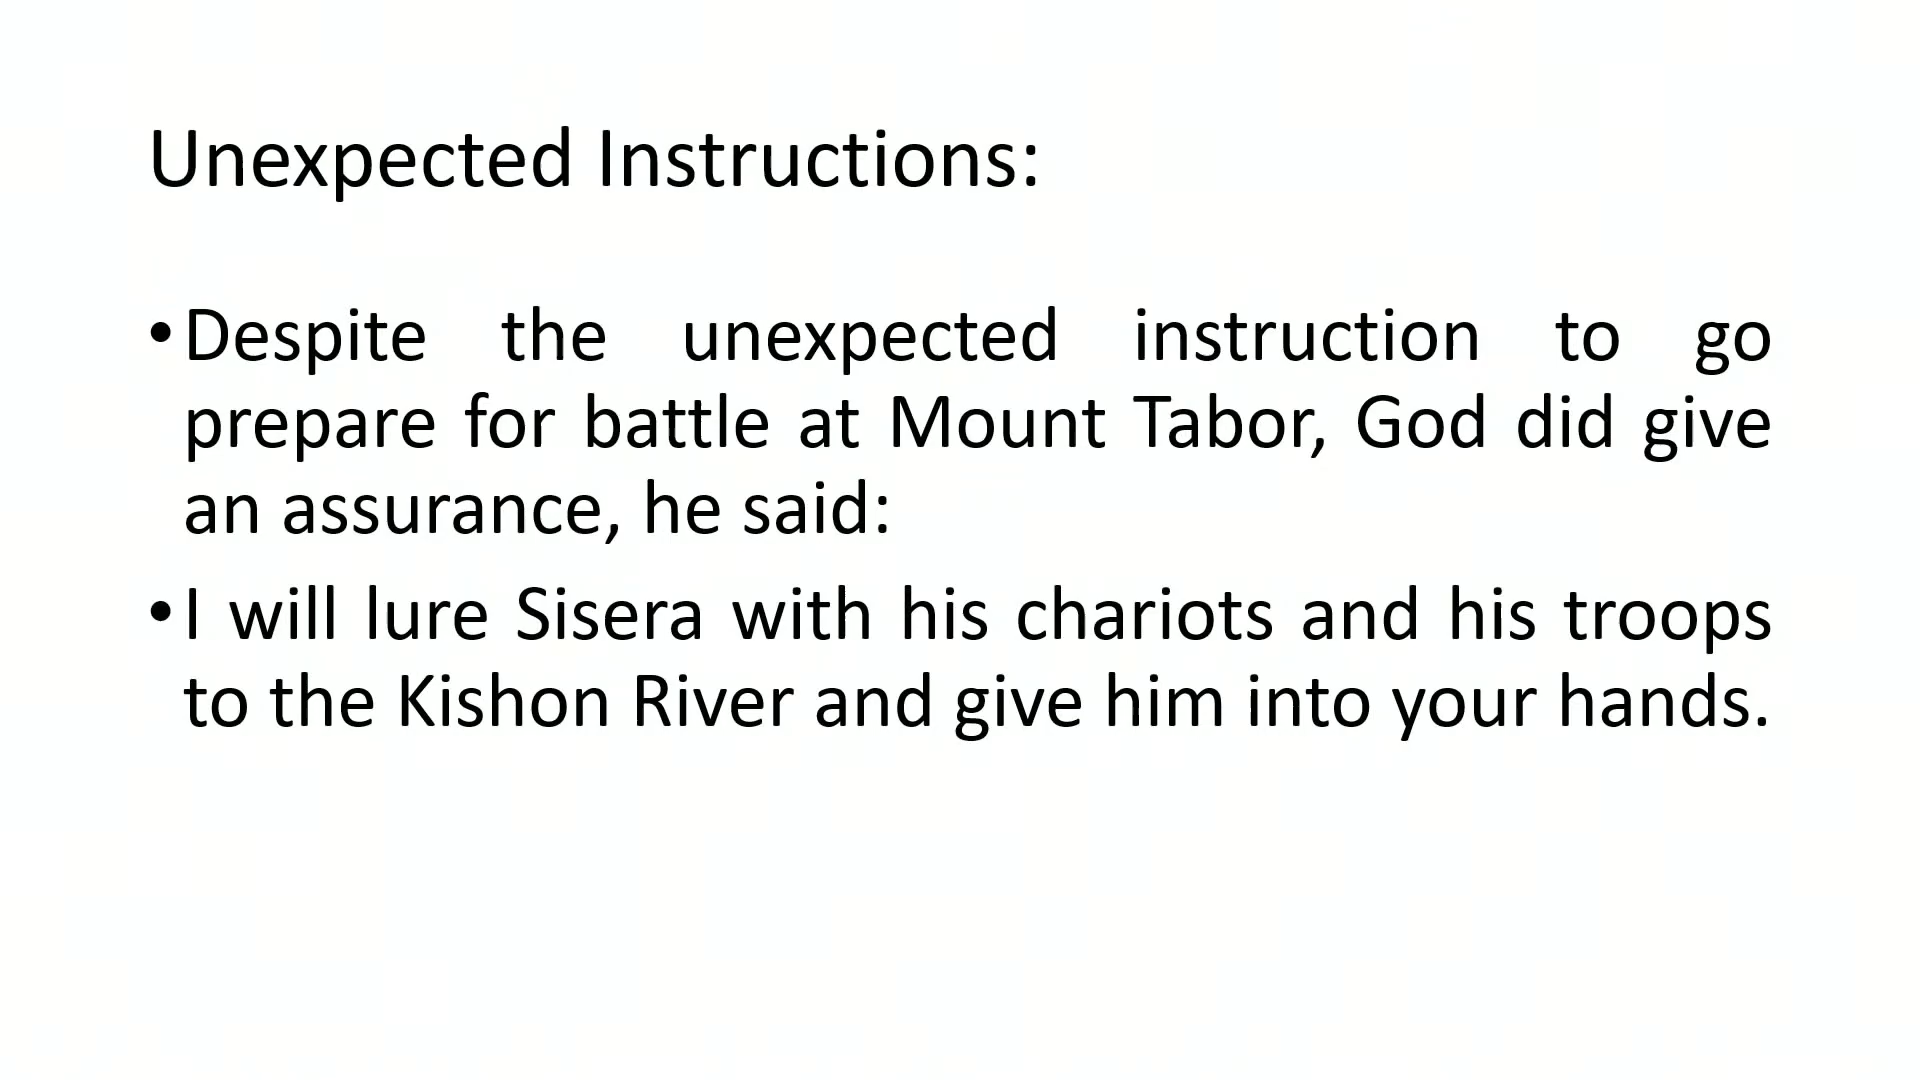 Unexpected Instructions:
•Despite the unexpected instruction to go
prepare for battle at Mount Tabor, God did give
an assurance, he said:
•I will lure Sisera with his chariots and his troops
to the Kishon River and give him into your hands.